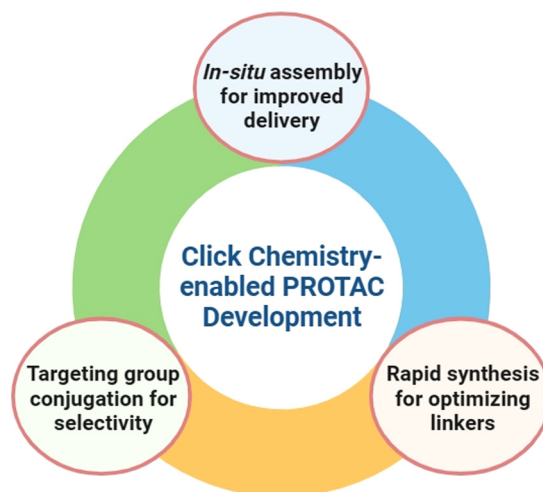 In-situ assembly
for improved
delivery
Click Chemistry-
enabled PROTAC
Development
Targeting group
conjugation for
selectivity
Rapid synthesis
for optimizing
linkers